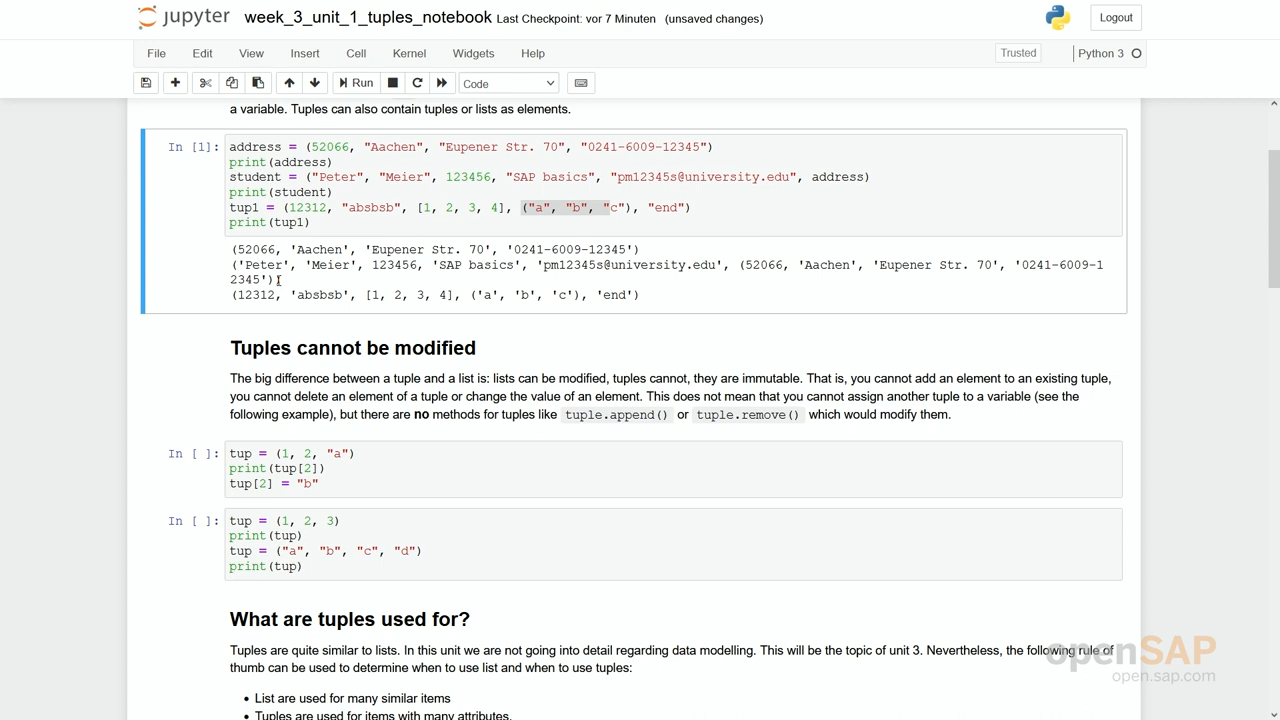 jupyter week_3_unit_1_tuples_notebook Last Checkpoint: vor 7 Minuten (unsaved changes) Logout
File Edit View Insert Cell Kernel Widgets Help Trusted Python 3
Run Code
a variable. Tuples can also contain tuples or lists as elements.
In [1]: address = (52066, "Aachen", "Eupener Str. 70", "0241-6009-12345")
print(address)
student = ("Peter", "Meier", 123456, "SAP basics", "pm12345s@university.edu", address)
print(student)
tup1 = (12312, "absbsb", [1, 2, 3, 4], ("a", "b", "c"), "end")
print(tup1)
(52066, 'Aachen', 'Eupener Str. 70', '0241-6009-12345')
('Peter', 'Meier', 123456, 'SAP basics', 'pm12345s@university.edu', (52066, 'Aachen', 'Eupener Str. 70', '0241-6009-1
2345'))
(12312, 'absbsb', [1, 2, 3, 4], ('a', 'b', 'c'), 'end')
Tuples cannot be modified
The big difference between a tuple and a list is: lists can be modified, tuples cannot, they are immutable. That is, you cannot add an element to an existing tuple,
you cannot delete an element of a tuple or change the value of an element. This does not mean that you cannot assign another tuple to a variable (see the
following example), but there are no methods for tuples like tuple.append() or tuple.remove() which would modify them.
In [ ]: tup = (1, 2, "a")
print(tup[2])
tup[2] = "b"
In [ ]: tup = (1, 2, 3)
print(tup)
tup = ("a", "b", "c", "d")
print(tup)
What are tuples used for?
Tuples are quite similar to lists. In this unit we are not going into detail regarding data modelling. This will be the topic of unit 3. Nevertheless, the following rule of
thumb can be used to determine when to use list and when to use tuples:
openSAP
open.sap.com
• List are used for many similar items
• Tuples are used for items with many attributes.